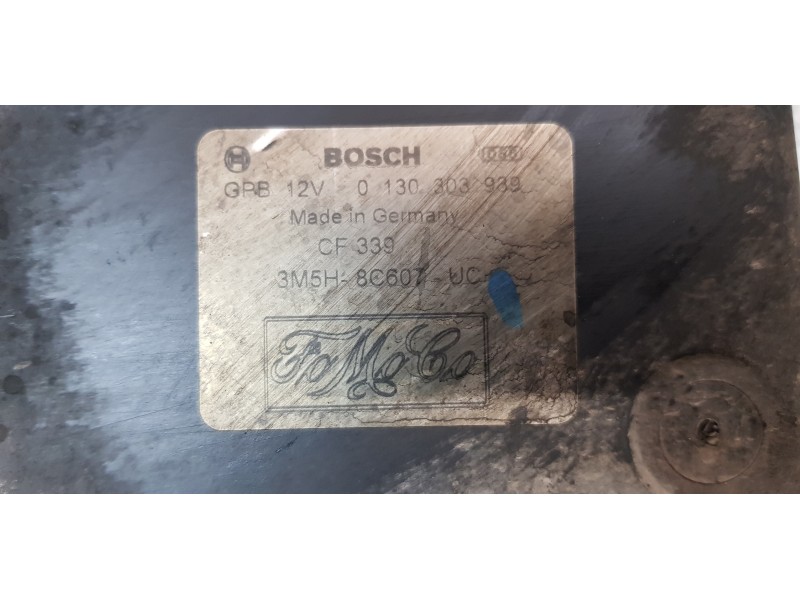 BOSCH
GPB 12V 0 130 303 939
Made in Germany
CF 339
3M5H- 8C607 - UC
FoMoCo